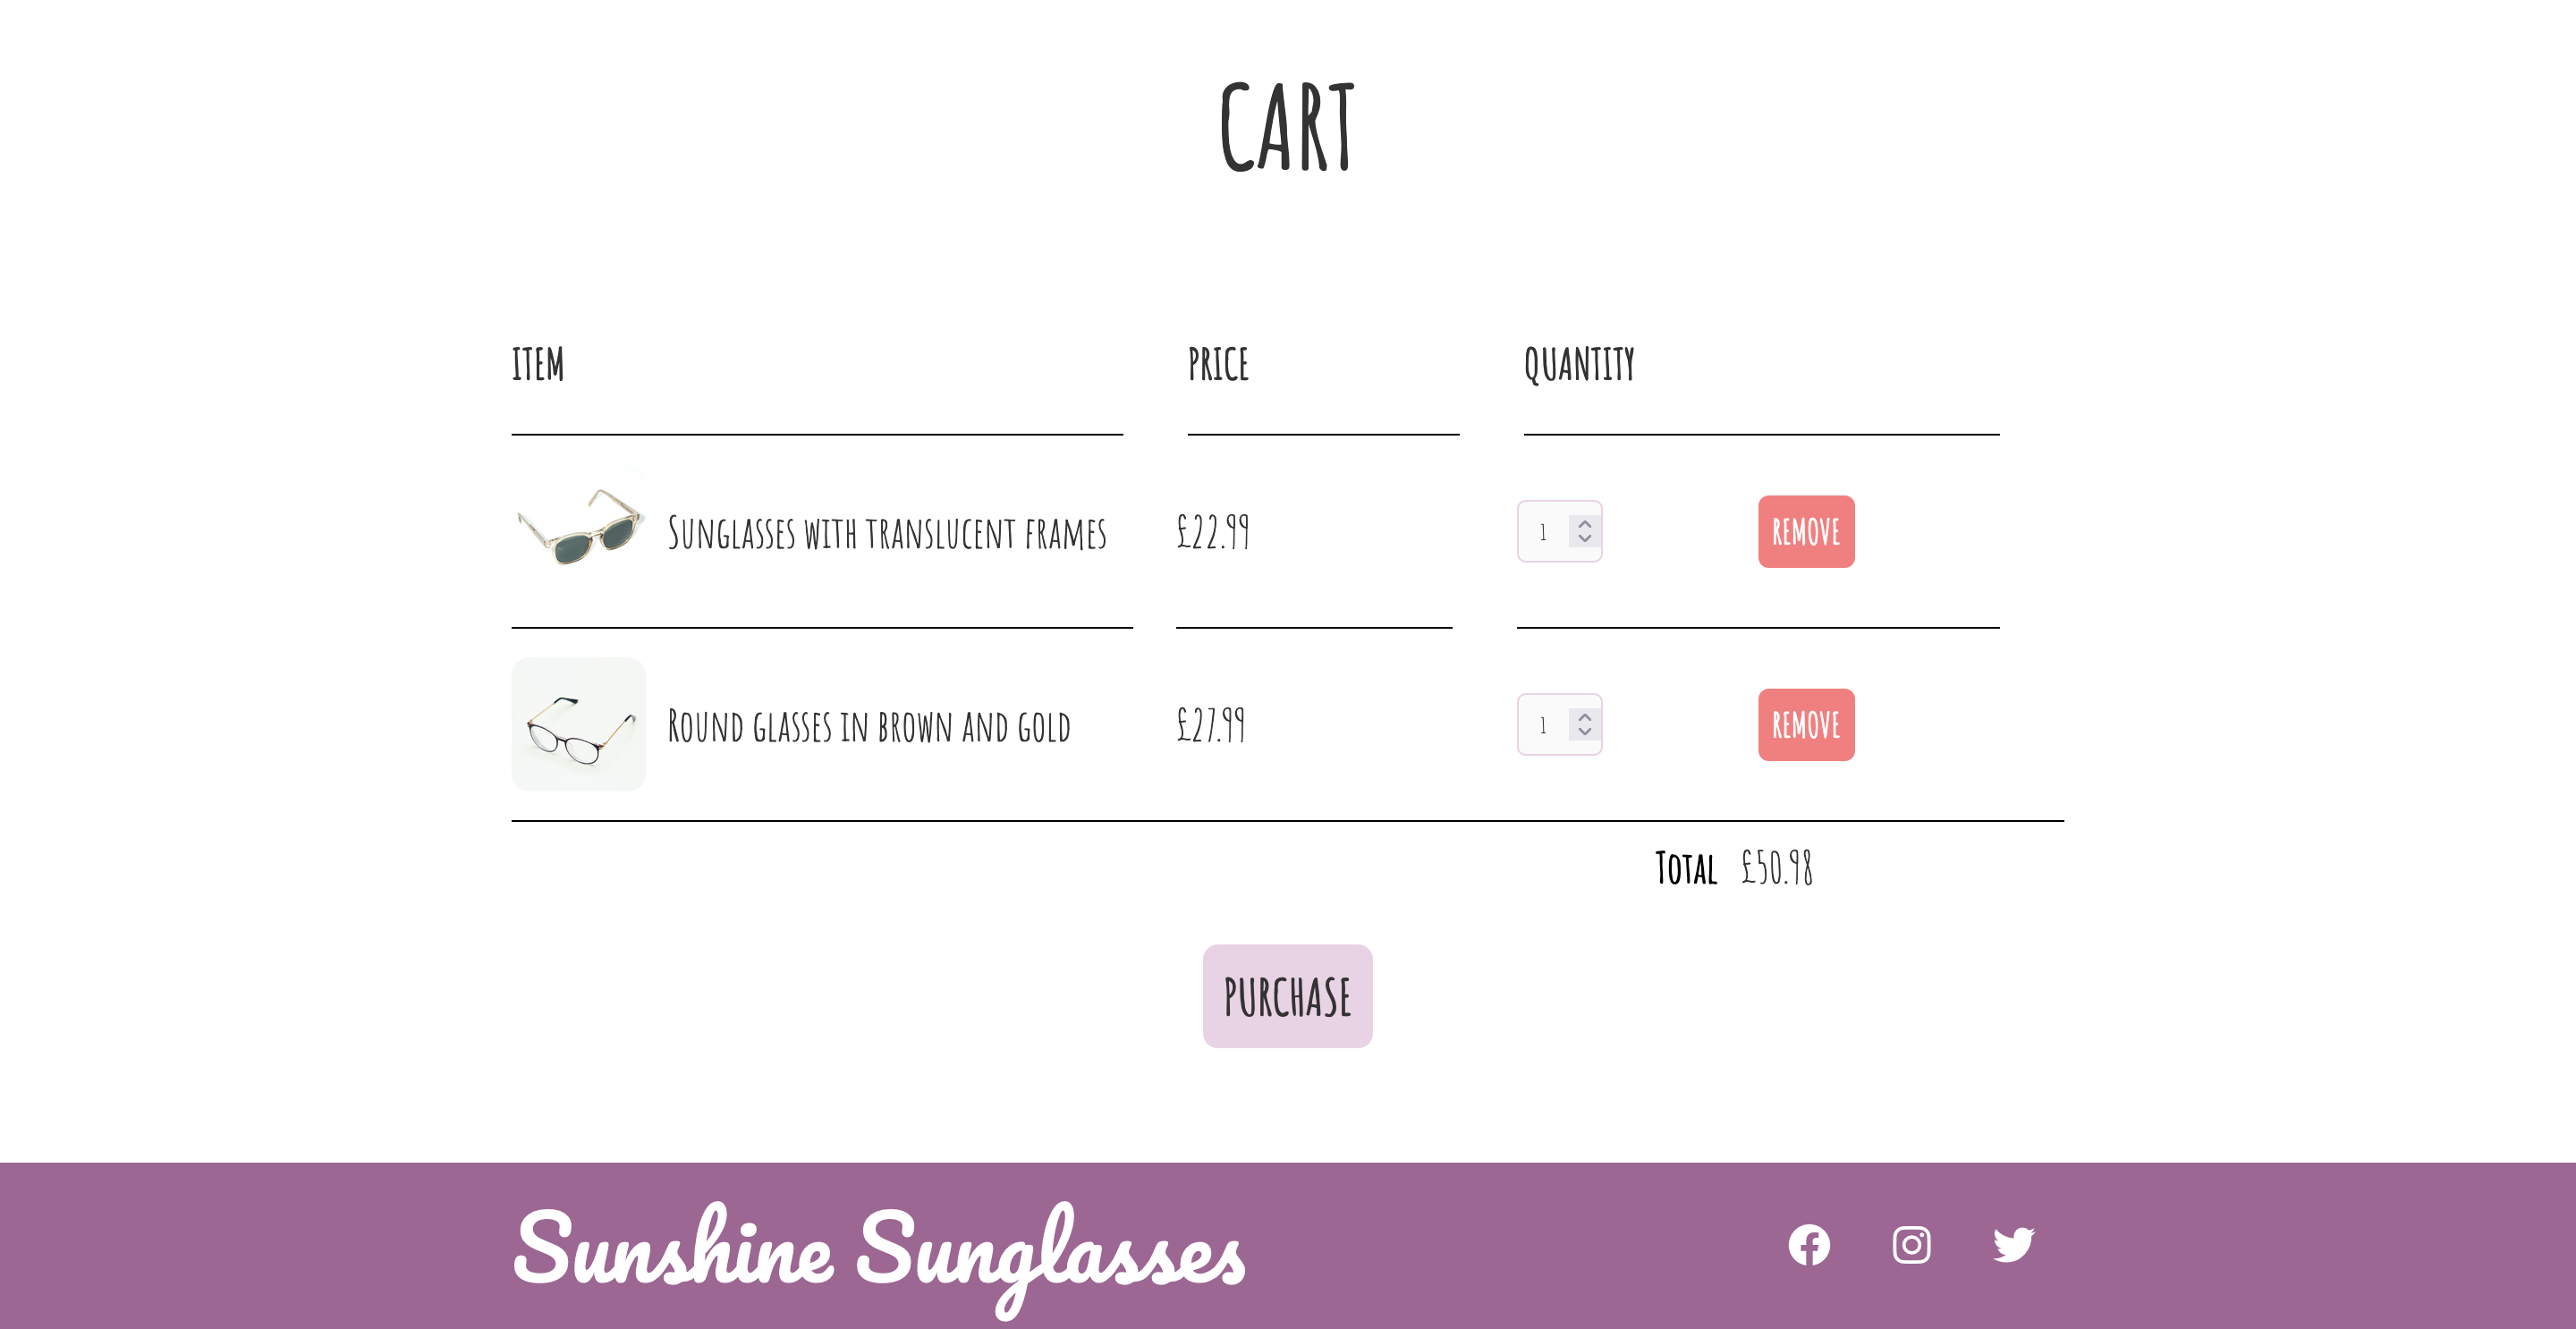 CART
ITEM PRICE QUANTITY
Sunglasses with translucent frames £22.99 1 REMOVE
Round glasses in brown and gold £27.99 1 REMOVE
Total £50.98
PURCHASE
Sunshine Sunglasses